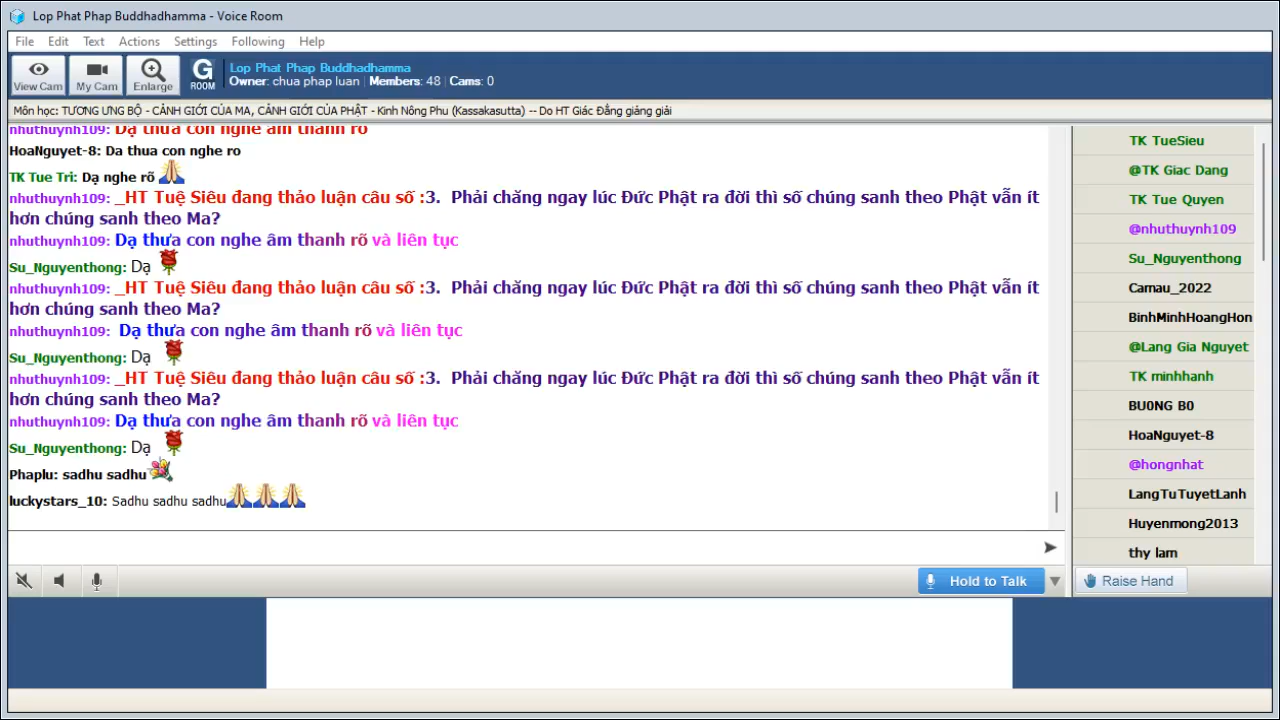 Lop Phat Phap Buddhadhamma - Voice Room
File Edit Text Actions Settings Following Help
View Cam My Cam Enlarge G ROOM
Lop Phat Phap Buddhadhamma
Owner: chua phap luan Members: 48 Cams: 0
Môn học: TƯƠNG ƯNG BỘ - CẢNH GIỚI CỦA MA, CẢNH GIỚI CỦA PHẬT - Kinh Nông Phu (Kassakasutta) -- Do HT Giác Đẳng giảng giải
nhuthuynh109: Dạ thưa con nghe âm thanh rõ
HoaNguyet-8: Da thua con nghe ro
TK Tue Tri: Dạ nghe rõ
nhuthuynh109: _HT Tuệ Siêu đang thảo luận câu số :3. Phải chăng ngay lúc Đức Phật ra đời thì số chúng sanh theo Phật vẫn ít
hơn chúng sanh theo Ma?
nhuthuynh109: Dạ thưa con nghe âm thanh rõ và liên tục
Su_Nguyenthong: Dạ
nhuthuynh109: _HT Tuệ Siêu đang thảo luận câu số :3. Phải chăng ngay lúc Đức Phật ra đời thì số chúng sanh theo Phật vẫn ít
hơn chúng sanh theo Ma?
nhuthuynh109: Dạ thưa con nghe âm thanh rõ và liên tục
Su_Nguyenthong: Dạ
nhuthuynh109: _HT Tuệ Siêu đang thảo luận câu số :3. Phải chăng ngay lúc Đức Phật ra đời thì số chúng sanh theo Phật vẫn ít
hơn chúng sanh theo Ma?
nhuthuynh109: Dạ thưa con nghe âm thanh rõ và liên tục
Su_Nguyenthong: Dạ
Phaplu: sadhu sadhu
luckystars_10: Sadhu sadhu sadhu
Hold to Talk
TK TueSieu
@TK Giac Dang
TK Tue Quyen
@nhuthuynh109
Su_Nguyenthong
Camau_2022
BinhMinhHoangHon
@Lang Gia Nguyet
TK minhhanh
BU0NG B0
HoaNguyet-8
@hongnhat
LangTuTuyetLanh
Huyenmong2013
thy lam
Raise Hand